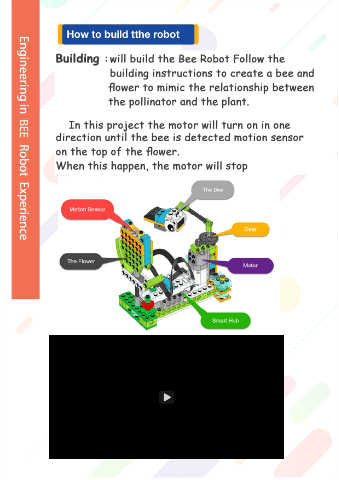 How to build tthe robot
Engineering in BEE Robot Experience
Building : will build the Bee Robot Follow the
building instructions to create a bee and
flower to mimic the relationship between
the pollinator and the plant.
In this project the motor will turn on in one
direction until the bee is detected motion sensor
on the top of the flower.
When this happen, the motor will stop
The Bee
Motion Sensor
Gear
The Flower
Motor
Smart Hub